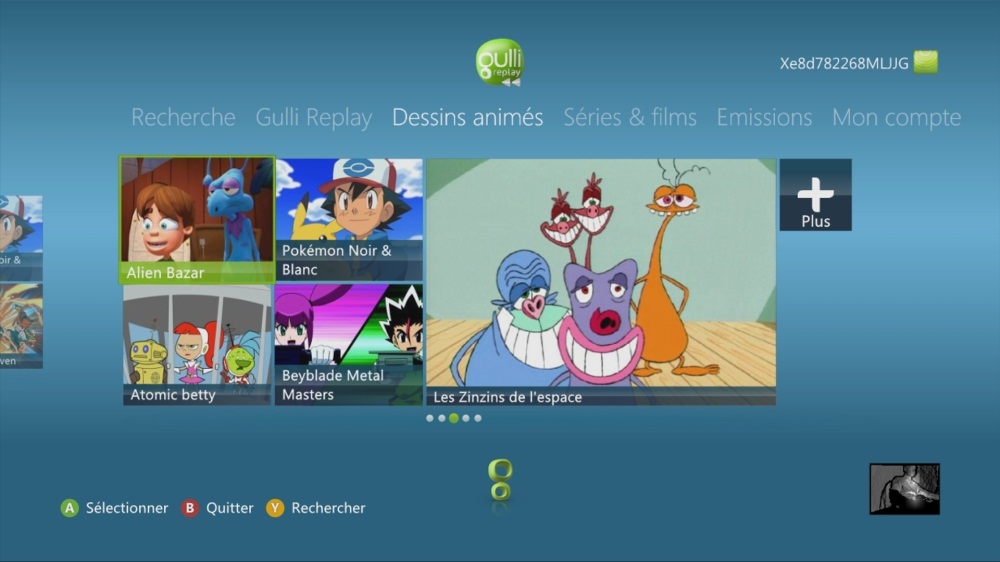 gulli
replay
Xe8d782268MLJJG
Recherche Gulli Replay Dessins animés Séries & films Emissions Mon compte
oir &
ven
Alien Bazar
Pokémon Noir &
Blanc
Atomic betty
Beyblade Metal
Masters
Les Zinzins de l'espace
Plus
A Sélectionner B Quitter Y Rechercher